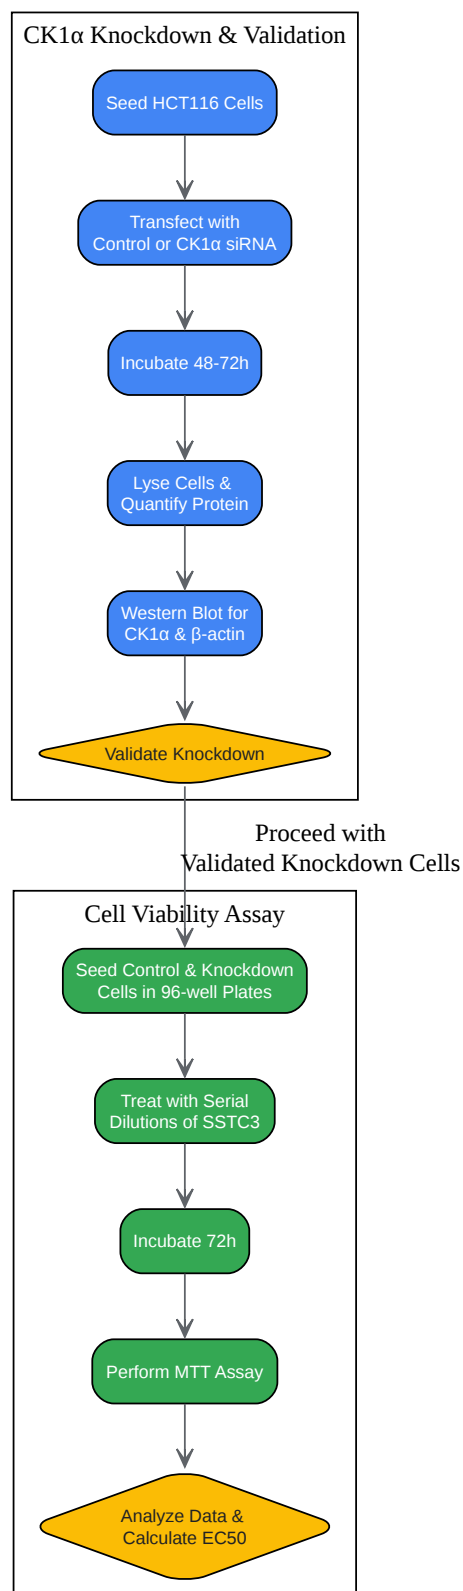 CK1α Knockdown & Validation
Seed HCT116 Cells
Transfect with
Control or CK1α siRNA
Incubate 48-72h
Lyse Cells &
Quantify Protein
Western Blot for
CK1α & β-actin
Validate Knockdown
Proceed with
Validated Knockdown Cells
Cell Viability Assay
Seed Control & Knockdown
Cells in 96-well Plates
Treat with Serial
Dilutions of SSTC3
Incubate 72h
Perform MTT Assay
Analyze Data &
Calculate EC50